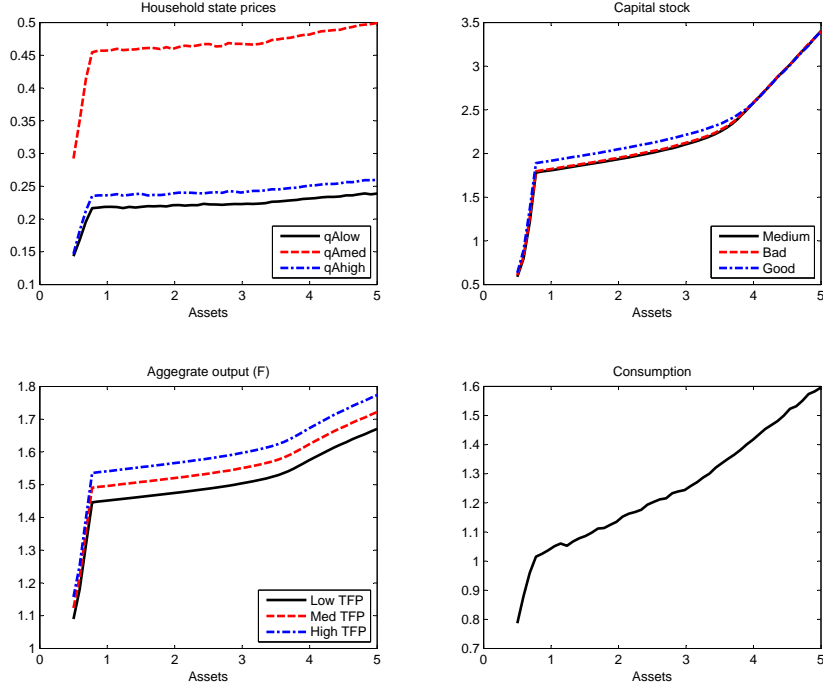 Household state prices
0.5
0.45
0.4
0.35
0.3
0.25
0.2
0.15
0.1
0 1 2 3 4 5
Assets
qAlow
qAmed
qAhigh
Capital stock
3.5
3
2.5
2
1.5
1
0.5
0 1 2 3 4 5
Assets
Medium
Bad
Good
Aggegrate output (F)
1.8
1.7
1.6
1.5
1.4
1.3
1.2
1.1
1
0 1 2 3 4 5
Assets
Low TFP
Med TFP
High TFP
Consumption
1.6
1.5
1.4
1.3
1.2
1.1
1
0.9
0.8
0.7
0 1 2 3 4 5
Assets